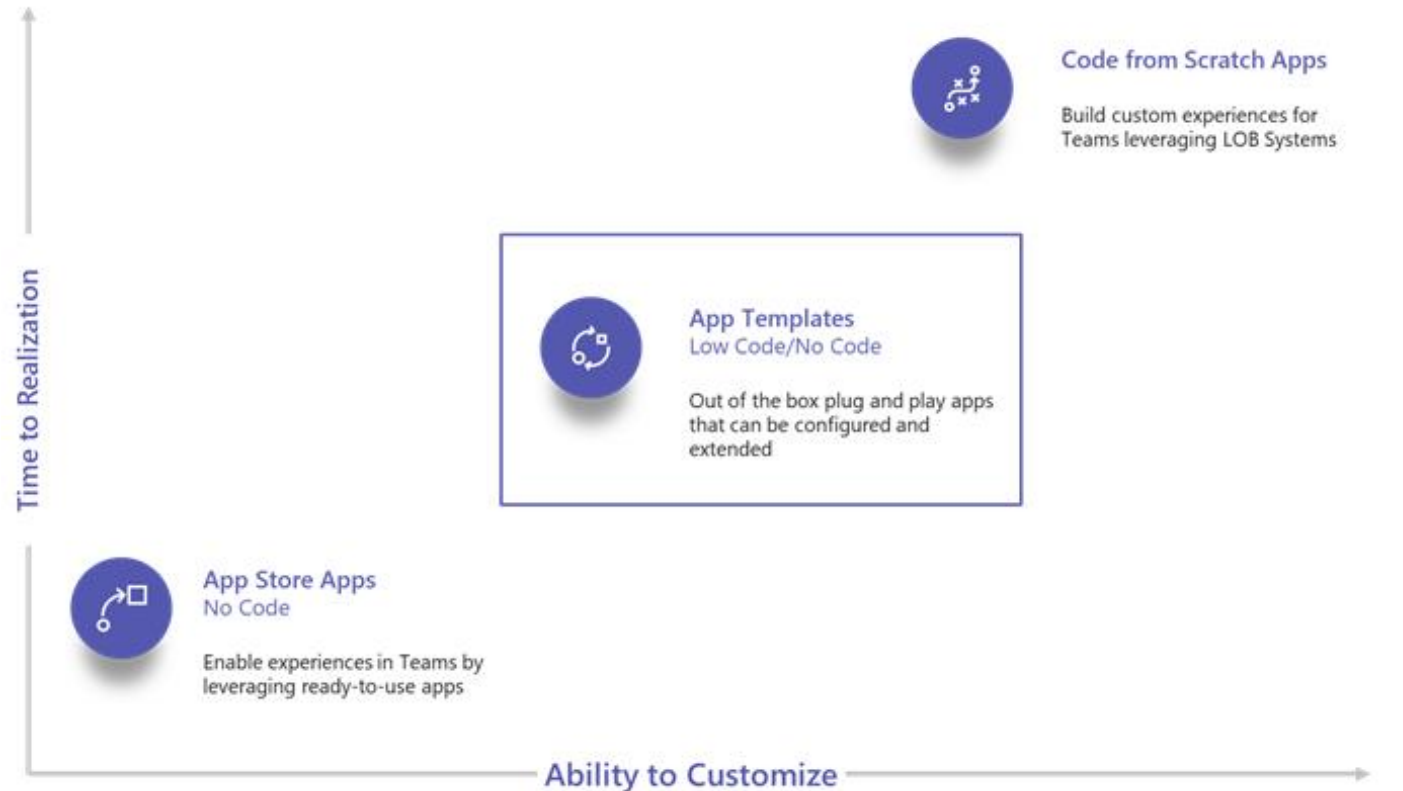 Code from Scratch Apps
Build custom experiences for
Teams leveraging LOB Systems
Time to Realization
App Templates
Low Code/No Code
Out of the box plug and play apps
that can be configured and
extended
App Store Apps
No Code
Enable experiences in Teams by
leveraging ready-to-use apps
Ability to Customize